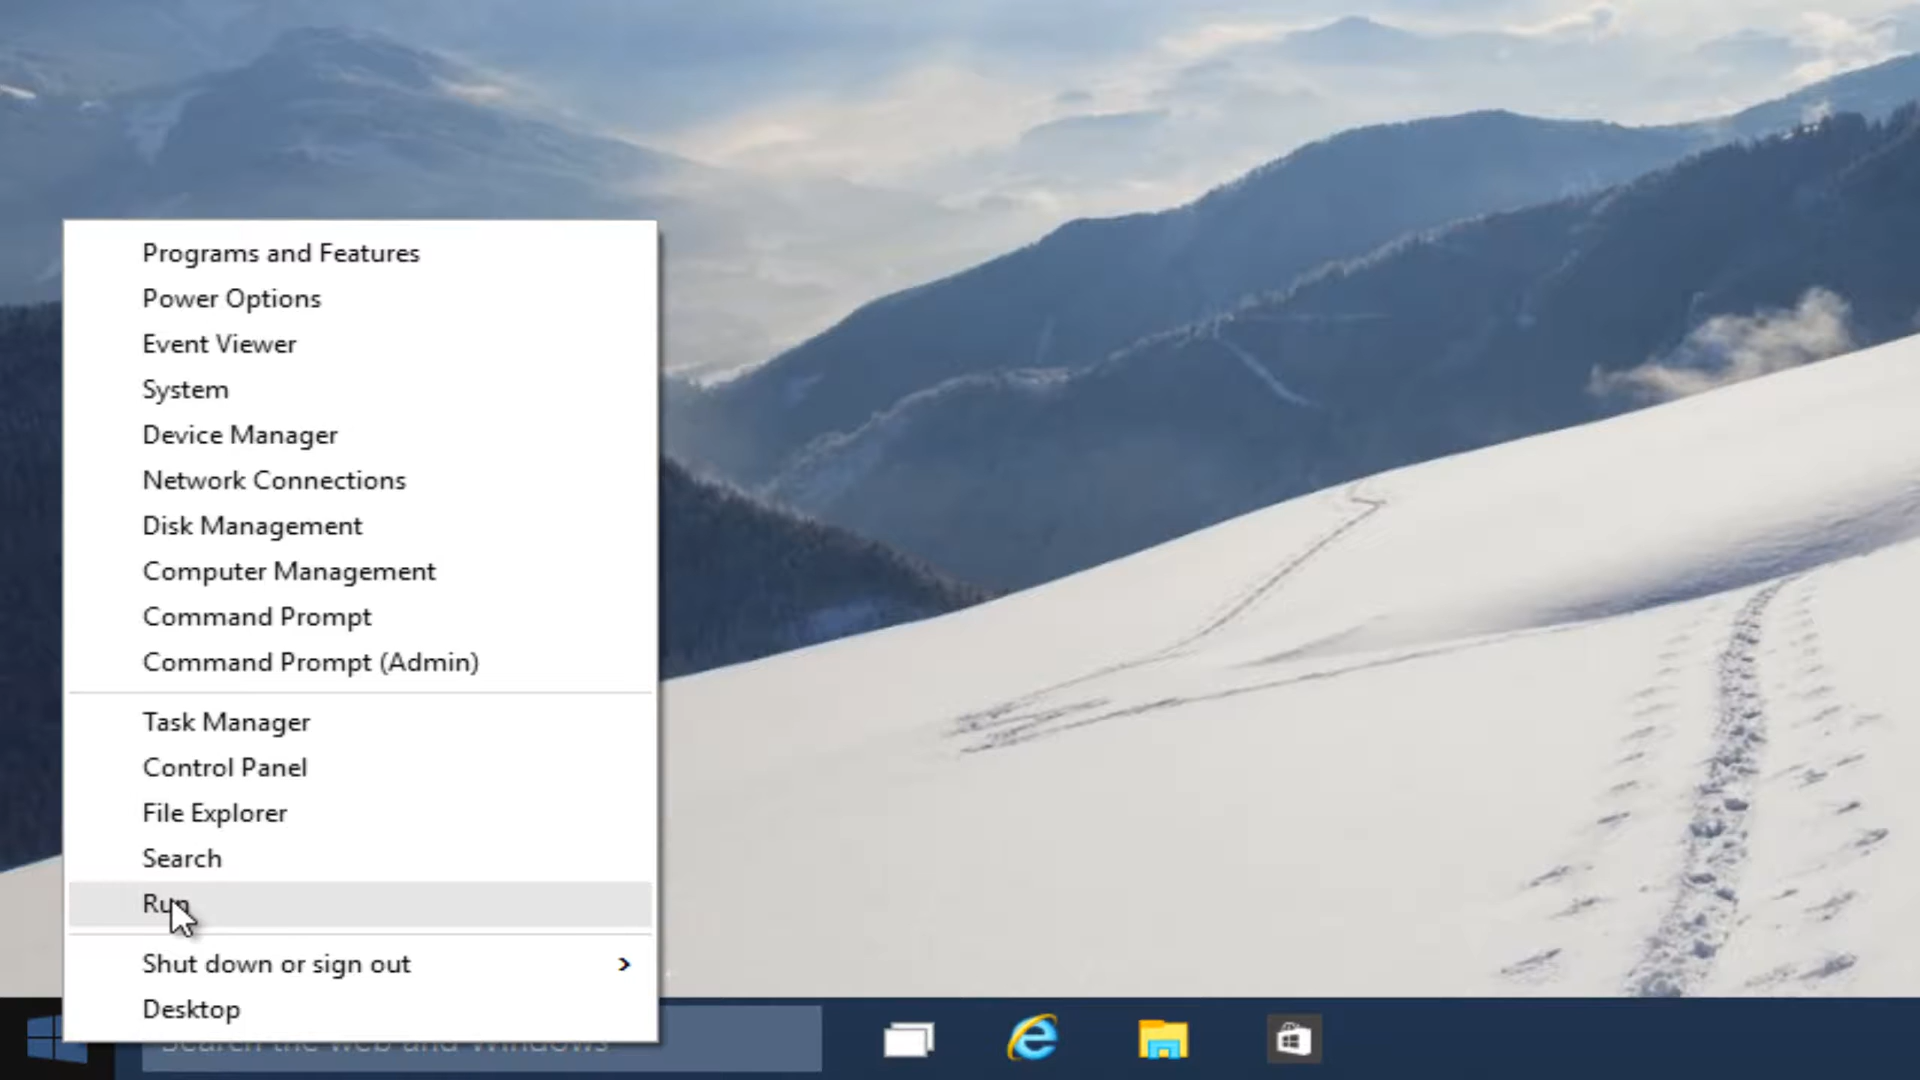 Programs and Features
Power Options
Event Viewer
System
Device Manager
Network Connections
Disk Management
Computer Management
Command Prompt
Command Prompt (Admin)
Task Manager
Control Panel
File Explorer
Search
Run
Shut down or sign out
Desktop
Search the web and Windows